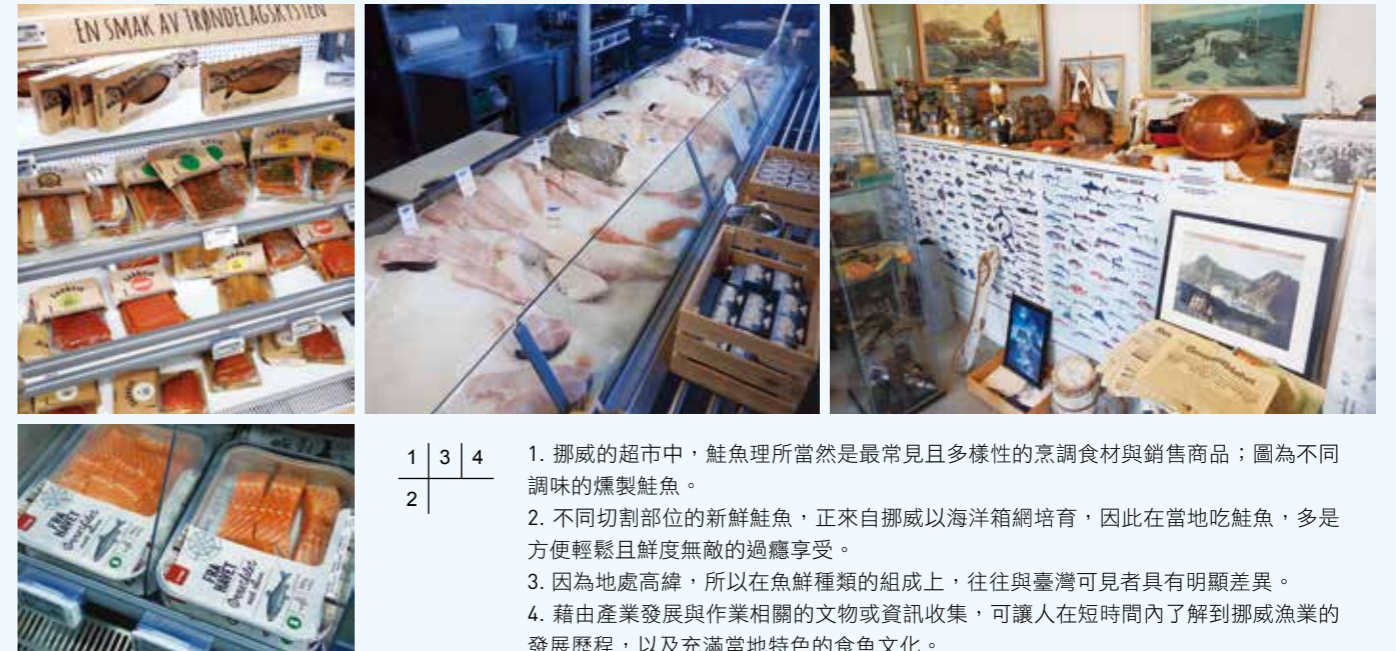 EN SMAK AV TRØNDELAGSKYSTEN
FRA
HAVET
FRA
HAVET
1 3 4
2
1. 挪威的超市中，鮭魚理所當然是最常見且多樣性的烹調食材與銷售商品；圖為不同
調味的燻製鮭魚。
2. 不同切割部位的新鮮鮭魚，正來自挪威以海洋箱網培育，因此在當地吃鮭魚，多是
方便輕鬆且鮮度無敵的過癮享受。
3. 因為地處高緯，所以在魚鮮種類的組成上，往往與臺灣可見者具有明顯差異。
4. 藉由產業發展與作業相關的文物或資訊收集，可讓人在短時間內了解到挪威漁業的
發展歷程，以及充滿當地特色的食魚文化。